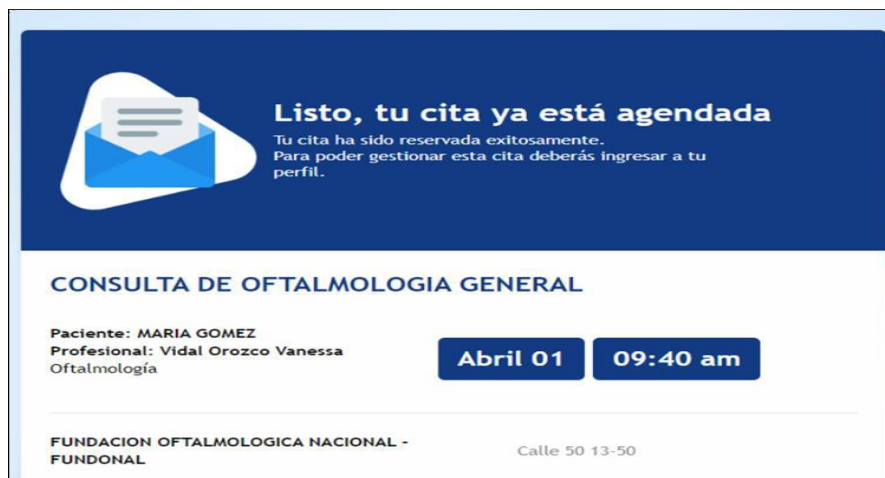 Listo, tu cita ya está agendada
Tu cita ha sido reservada exitosamente.
Para poder gestionar esta cita deberás ingresar a tu
perfil.
CONSULTA DE OFTALMOLOGIA GENERAL
Paciente: MARIA GOMEZ
Profesional: Vidal Orozco Vanessa
Oftalmología
Abril 01
09:40 am
FUNDACION OFTALMOLOGICA NACIONAL -
FUNDONAL
Calle 50 13-50